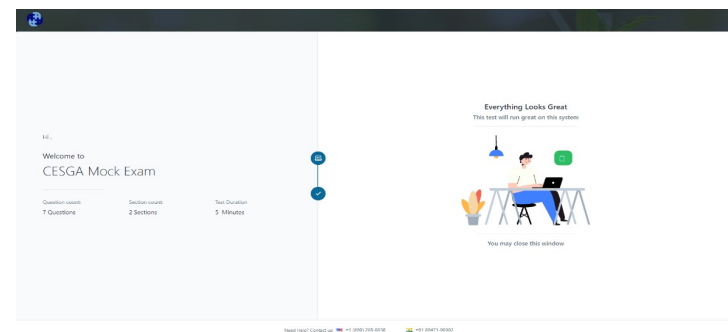 Hi..
Welcome to
CESGA Mock Exam
Question count
7 Questions
Section count
2 Sections
Test Duration
5 Minutes
Everything Looks Great
This test will run great on this system
You may close this window
Need Help? Contact us